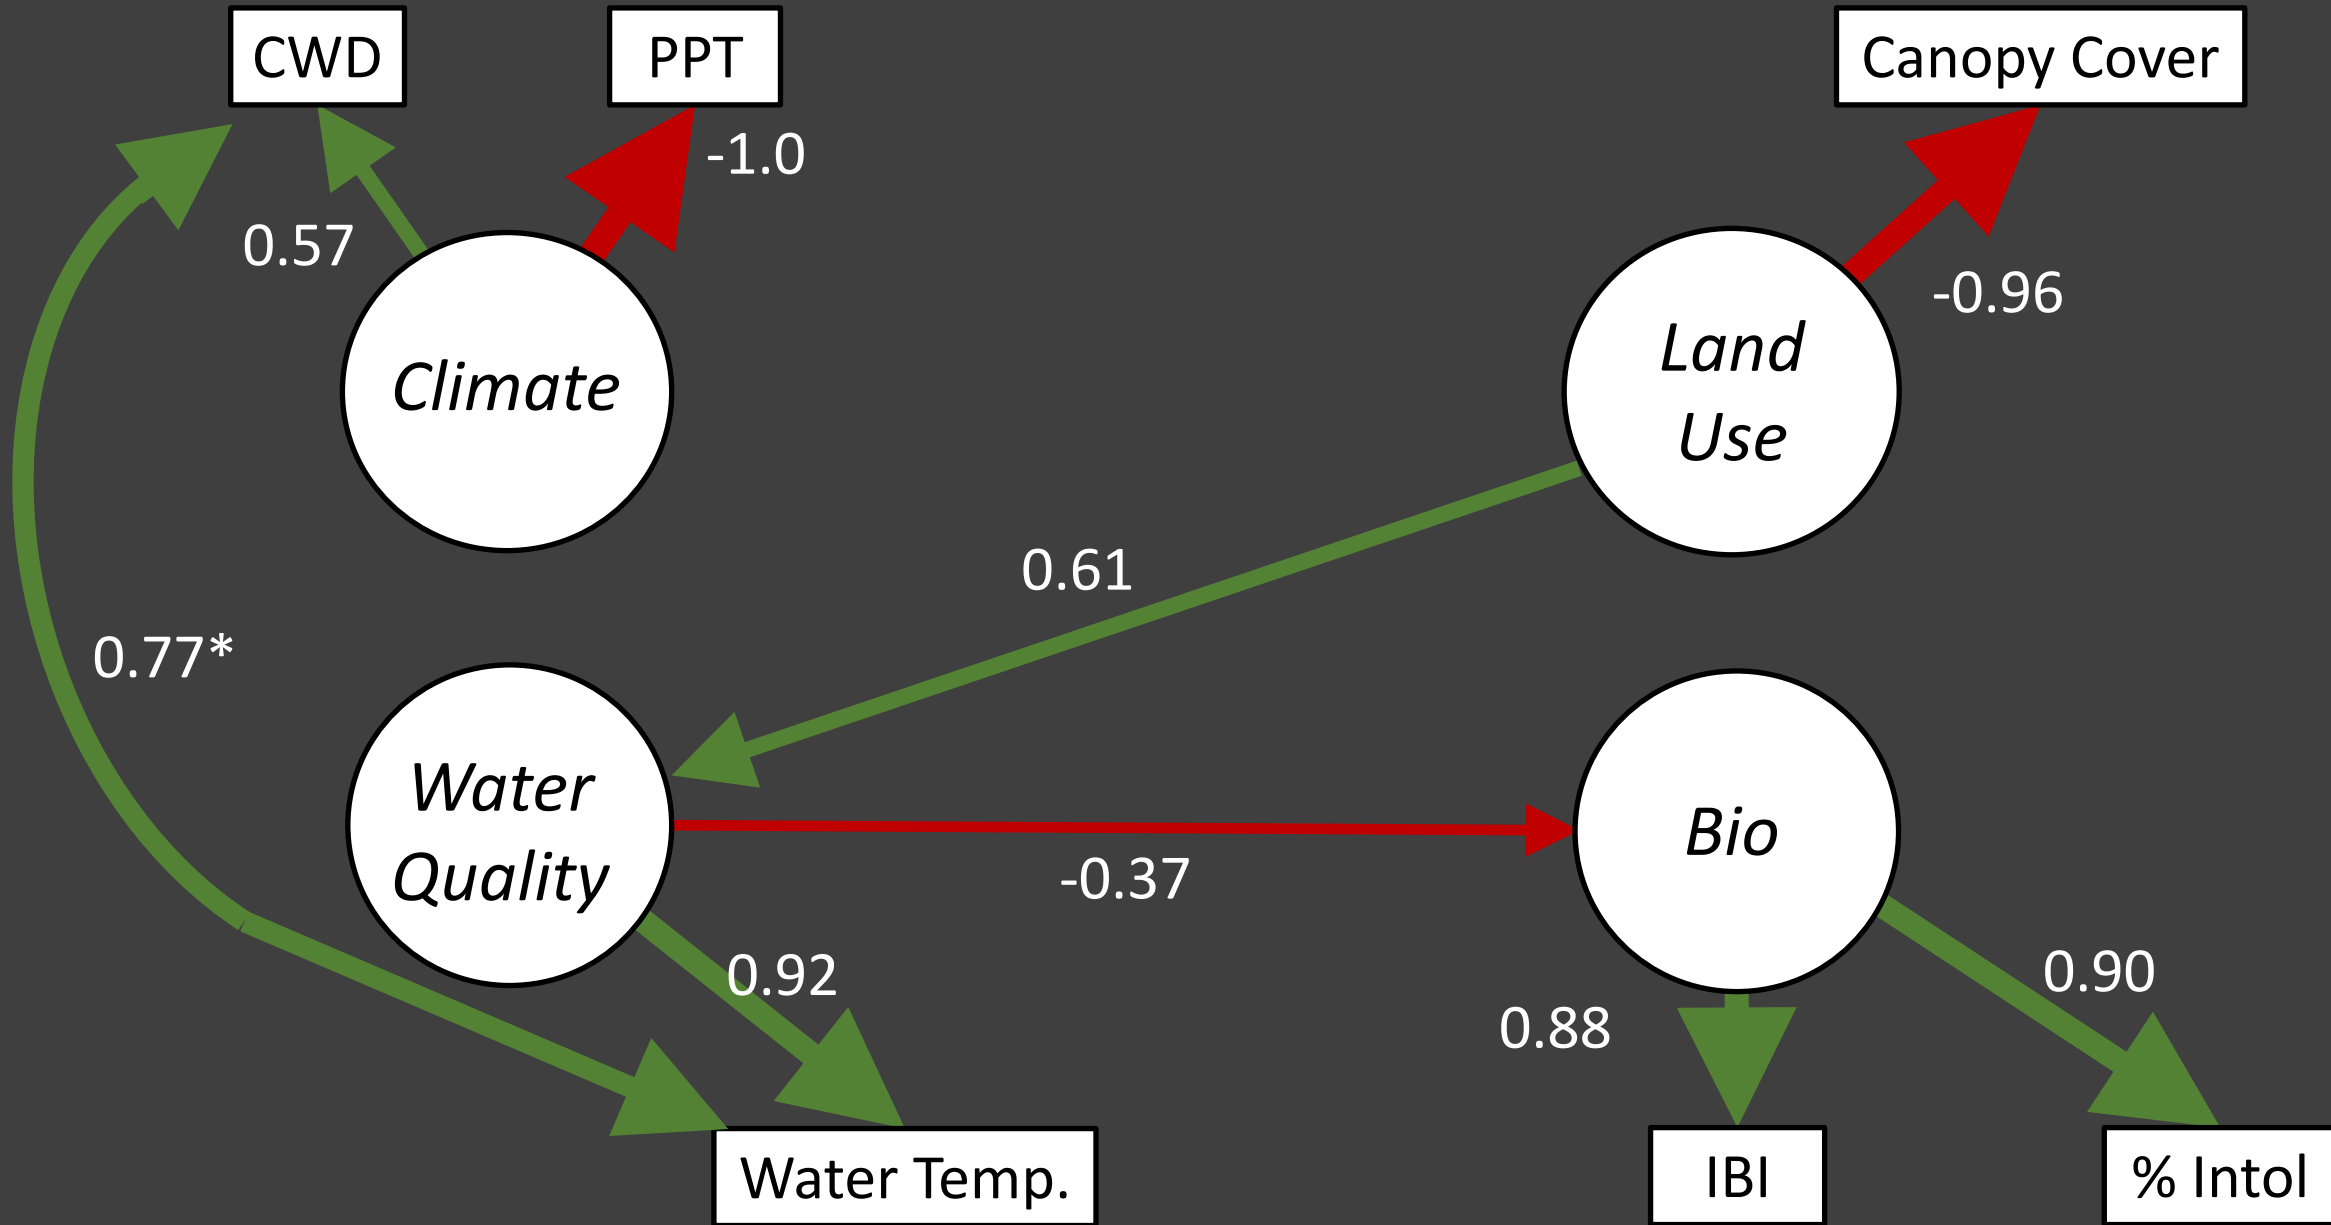 CWD
PPT
Canopy Cover
-1.0
0.57
-0.96
Climate
Land
Use
0.61
0.77*
Water
Quality
Bio
-0.37
0.92
0.90
0.88
Water Temp.
IBI
% Intol